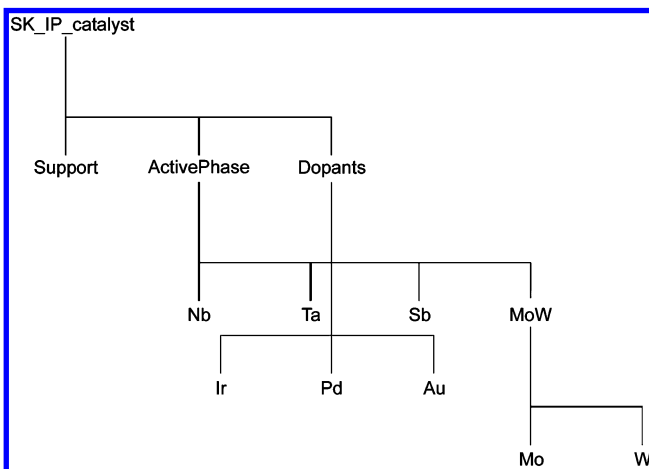 SK_IP_catalyst
Support ActivePhase Dopants
Nb Ta Sb MoW
Ir Pd Au
Mo W